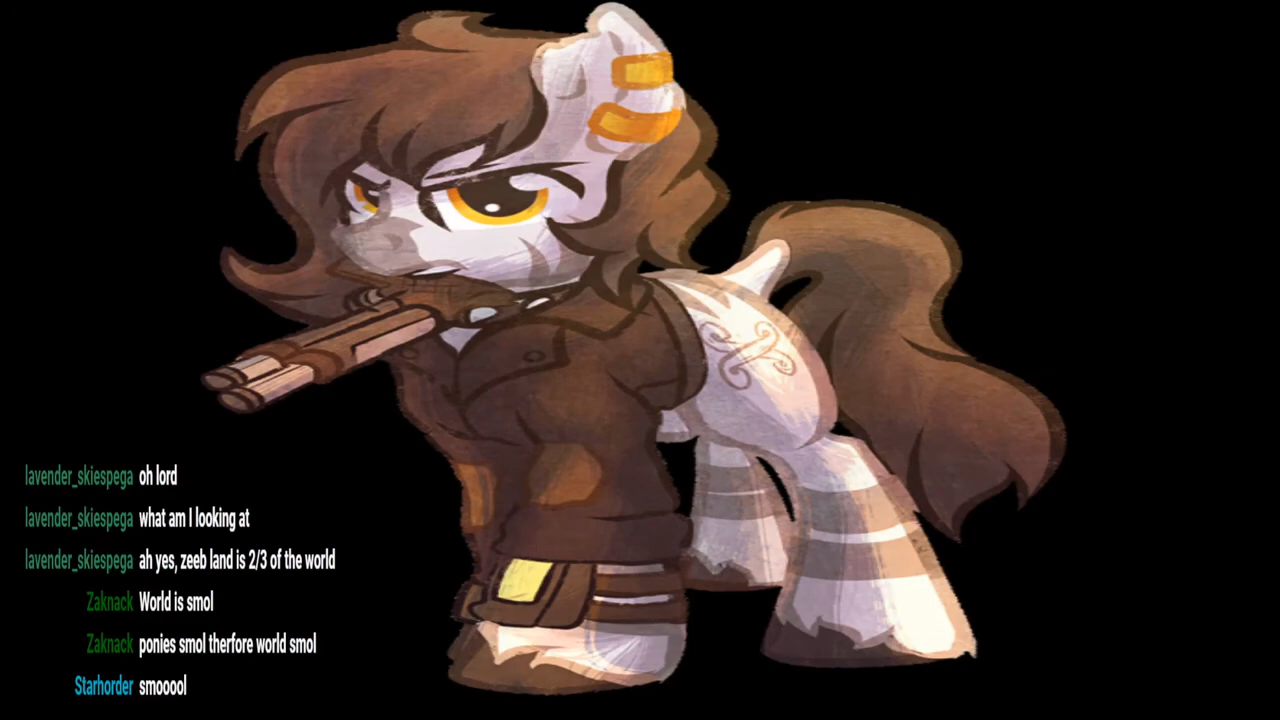 lavender_skiespega oh lord
lavender_skiespega what am I looking at
lavender_skiespega ah yes, zeeb land is 2/3 of the world
Zaknack World is smol
Zaknack ponies smol therfore world smol
Starhorder smooool